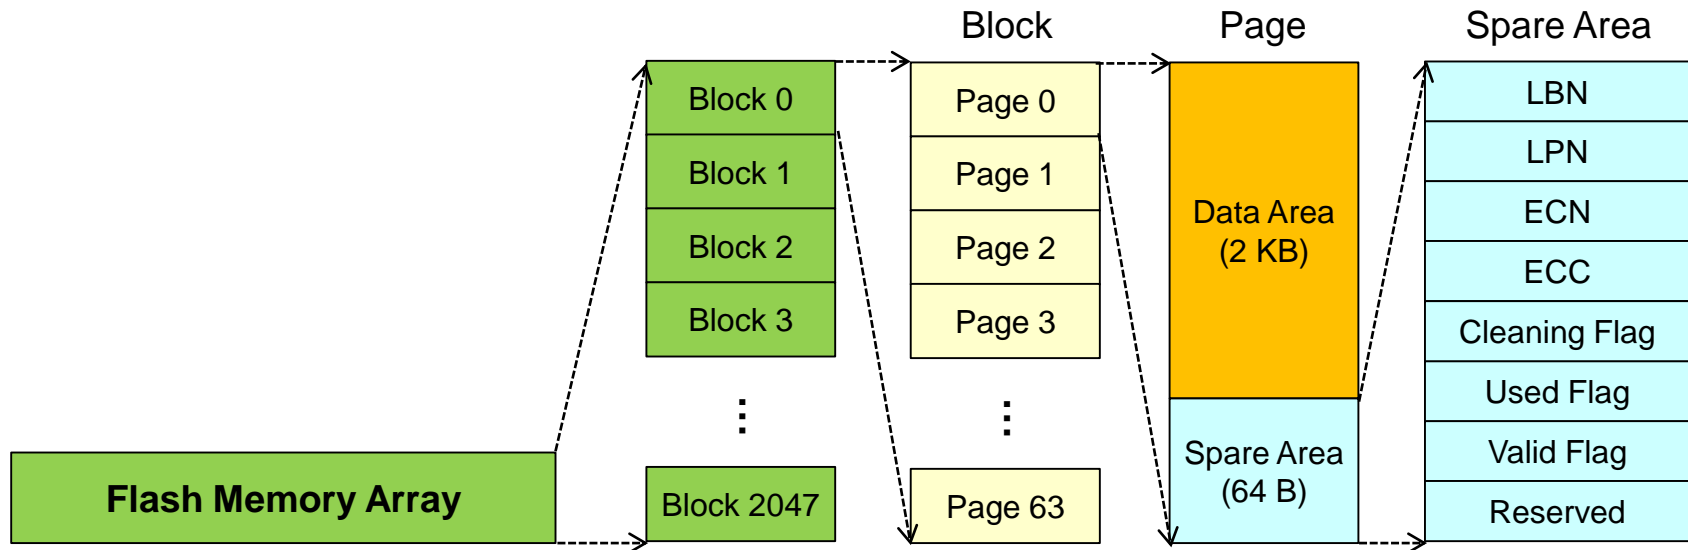 Block
Page
Spare Area
Block 0
Block 1
Block 2
Block 3
...
Block 2047
Page 0
Page 1
Page 2
Page 3
...
Page 63
Data Area
(2 KB)
Spare Area
(64 B)
LBN
LPN
ECN
ECC
Cleaning Flag
Used Flag
Valid Flag
Reserved
Flash Memory Array